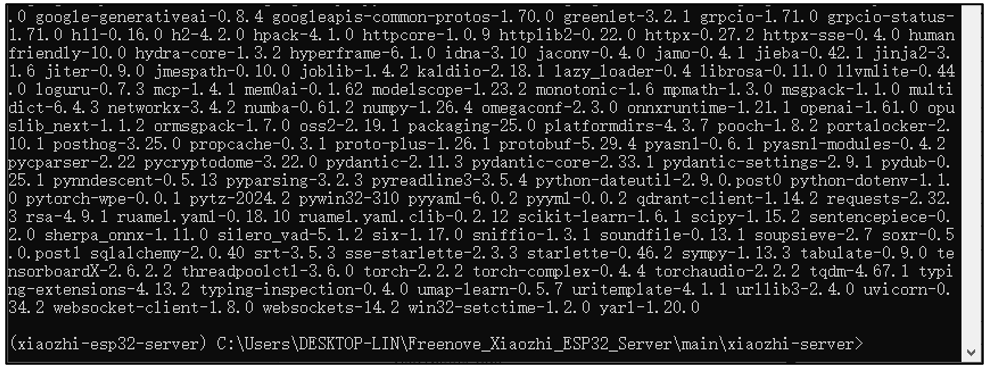 .0 google-generativeai-0.8.4 googleapis-common-protos-1.70.0 greenlet-3.2.1 grpcio-1.71.0 grpcio-status-
1.71.0 h11-0.16.0 h2-4.2.0 hpack-4.1.0 httpcore-1.0.9 httplib2-0.22.0 httpx-0.27.2 httpx-sse-0.4.0 human
friendly-10.0 hydra-core-1.3.2 hyperframe-6.1.0 idna-3.10 jaconv-0.4.0 jamo-0.4.1 jieba-0.42.1 jinja2-3.
1.6 jiter-0.9.0 jmespath-0.10.0 joblib-1.4.2 kaldiio-2.18.1 lazy_loader-0.4 librosa-0.11.0 llvmlite-0.44
.0 loguru-0.7.3 mcp-1.4.1 mem0ai-0.1.62 modelscope-1.23.2 monotonic-1.6 mpmath-1.3.0 msgpack-1.1.0 multi
dict-6.4.3 networkx-3.4.2 numba-0.61.2 numpy-1.26.4 omegaconf-2.3.0 onnxruntime-1.21.1 openai-1.61.0 opu
slib_next-1.1.2 ormsgpack-1.7.0 oss2-2.19.1 packaging-25.0 platformdirs-4.3.7 pooch-1.8.2 portalocker-2.
10.1 posthog-3.25.0 propcache-0.3.1 proto-plus-1.26.1 protobuf-5.29.4 pyasn1-0.6.1 pyasn1-modules-0.4.2
pycparser-2.22 pycryptodome-3.22.0 pydantic-2.11.3 pydantic-core-2.33.1 pydantic-settings-2.9.1 pydub-0.
25.1 pynndescent-0.5.13 pyparsing-3.2.3 pyreadline3-3.5.4 python-dateutil-2.9.0.post0 python-dotenv-1.1.
0 pytorch-wpe-0.0.1 pytz-2024.2 pywin32-310 pyyaml-6.0.2 pyyml-0.0.2 qdrant-client-1.14.2 requests-2.32.
3 rsa-4.9.1 ruamel.yaml-0.18.10 ruamel.yaml.clib-0.2.12 scikit-learn-1.6.1 scipy-1.15.2 sentencepiece-0.
2.0 sherpa_onnx-1.11.0 silero_vad-5.1.2 six-1.17.0 sniffio-1.3.1 soundfile-0.13.1 soupsieve-2.7 soxr-0.5
.0.post1 sqlalchemy-2.0.40 srt-3.5.3 sse-starlette-2.3.3 starlette-0.46.2 sympy-1.13.3 tabulate-0.9.0 te
nsorboardX-2.6.2.2 threadpoolctl-3.6.0 torch-2.2.2 torch-complex-0.4.4 torchaudio-2.2.2 tqdm-4.67.1 typi
ng-extensions-4.13.2 typing-inspection-0.4.0 umap-learn-0.5.7 uritemplate-4.1.1 urllib3-2.4.0 uvicorn-0.
34.2 websocket-client-1.8.0 websockets-14.2 win32-setctime-1.2.0 yarl-1.20.0
(xiaozhi-esp32-server) C:\Users\DESKTOP-LIN\Freenove_Xiaozhi_ESP32_Server\main\xiaozhi-server>